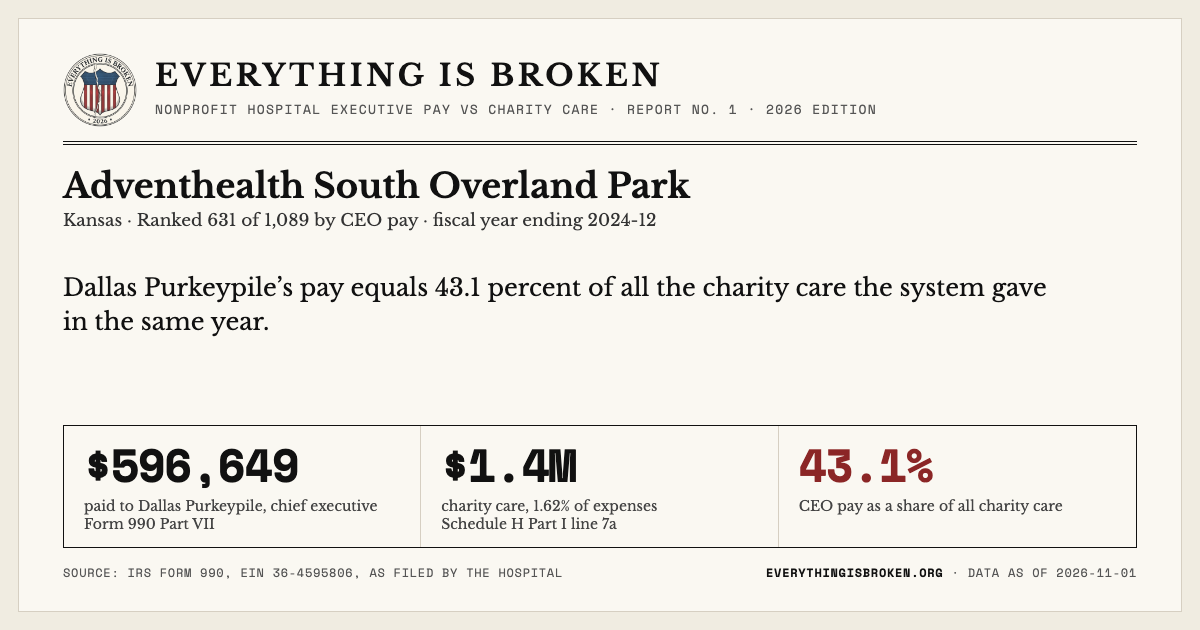 EVERYTHING IS BROKEN
· 2026 ·
EVERYTHING IS BROKEN
NONPROFIT HOSPITAL EXECUTIVE PAY VS CHARITY CARE · REPORT NO. 1 · 2026 EDITION
Adventhealth South Overland Park
Kansas · Ranked 631 of 1,089 by CEO pay · fiscal year ending 2024-12
Dallas Purkeypile’s pay equals 43.1 percent of all the charity care the system gave
in the same year.
$596,649
paid to Dallas Purkeypile, chief executive
Form 990 Part VII
$1.4M
charity care, 1.62% of expenses
Schedule H Part I line 7a
43.1%
CEO pay as a share of all charity care
SOURCE: IRS FORM 990, EIN 36-4595806, AS FILED BY THE HOSPITAL
EVERYTHINGISBROKEN.ORG · DATA AS OF 2026-11-01